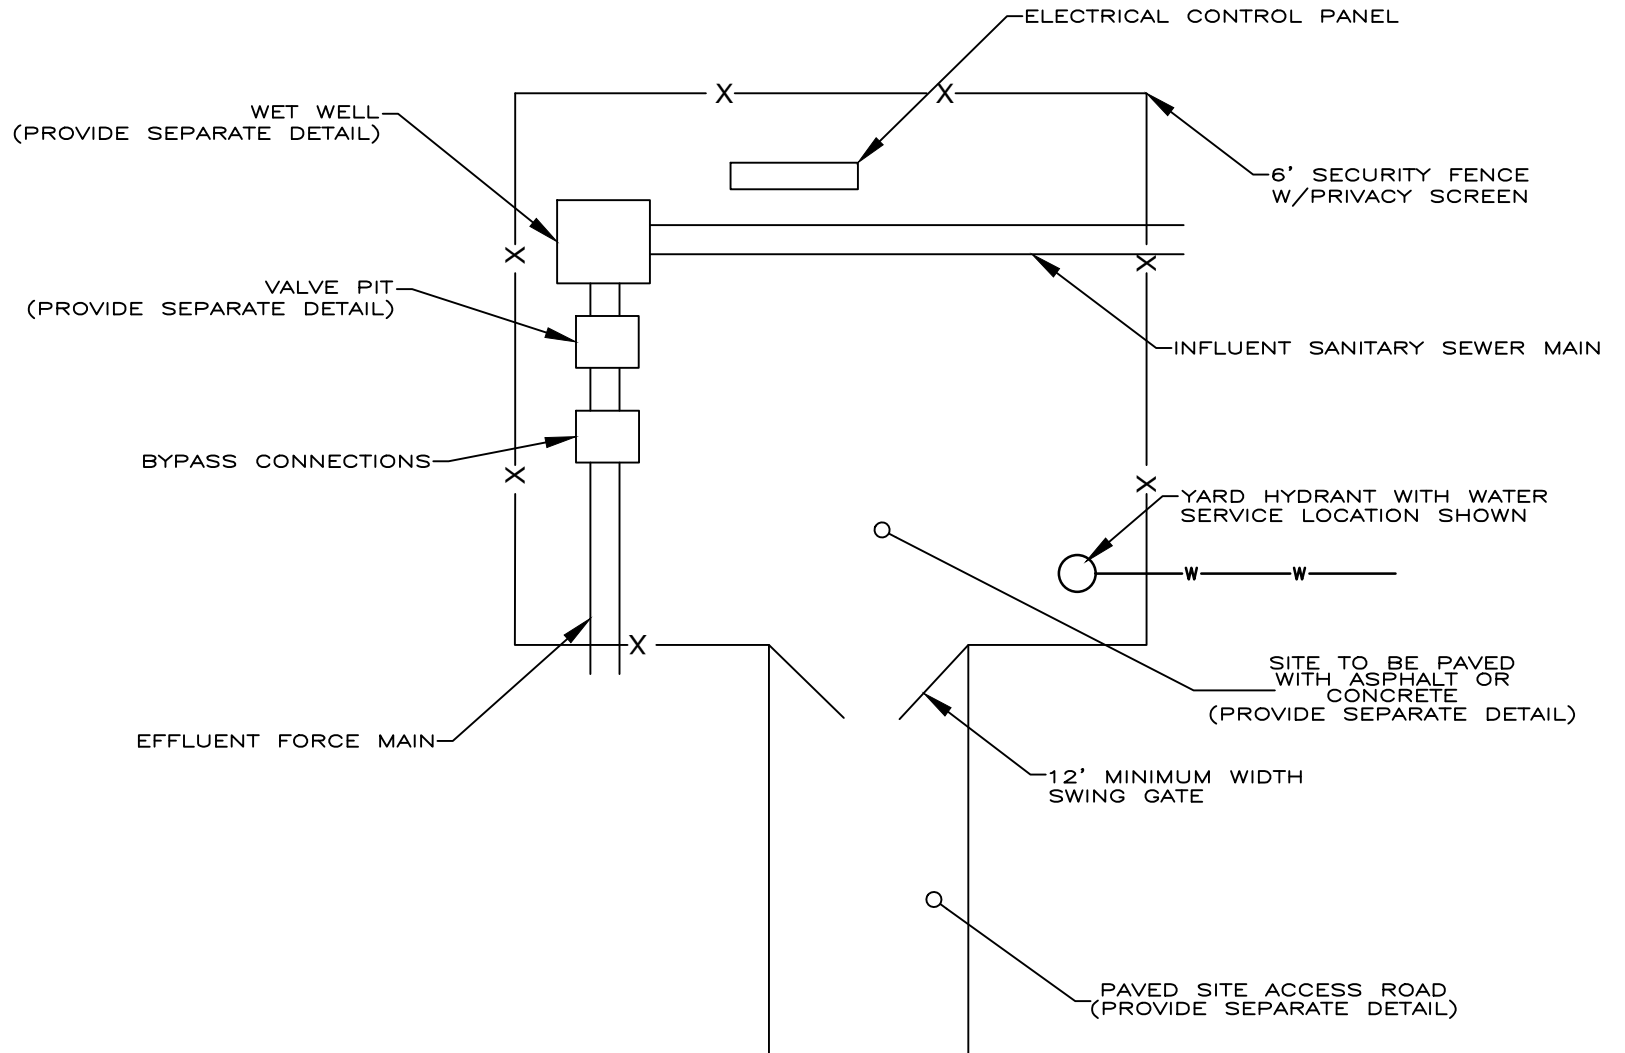 ELECTRICAL CONTROL PANEL
X X
WET WELL
(PROVIDE SEPARATE DETAIL)
6' SECURITY FENCE
W/PRIVACY SCREEN
X
X
VALVE PIT
(PROVIDE SEPARATE DETAIL)
INFLUENT SANITARY SEWER MAIN
BYPASS CONNECTIONS
X
X
YARD HYDRANT WITH WATER
SERVICE LOCATION SHOWN
W W
X
SITE TO BE PAVED
WITH ASPHALT OR
CONCRETE
(PROVIDE SEPARATE DETAIL)
EFFLUENT FORCE MAIN
12' MINIMUM WIDTH
SWING GATE
PAVED SITE ACCESS ROAD
(PROVIDE SEPARATE DETAIL)